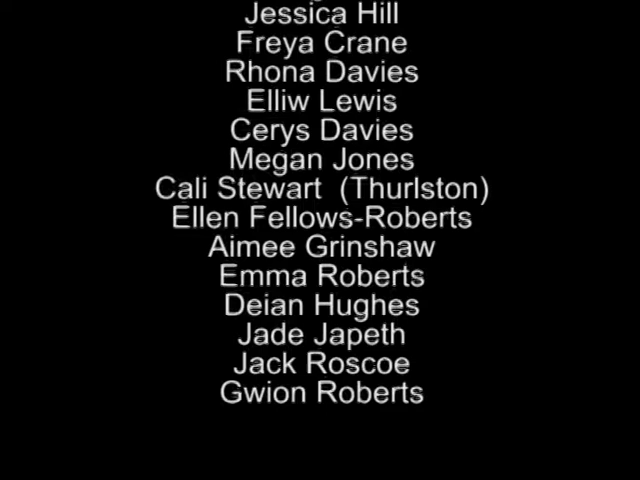 Jessica Hill
Freya Crane
Rhona Davies
Elliw Lewis
Cerys Davies
Megan Jones
Cali Stewart (Thurlston)
Ellen Fellows-Roberts
Aimee Grinshaw
Emma Roberts
Deian Hughes
Jade Japeth
Jack Roscoe
Gwion Roberts